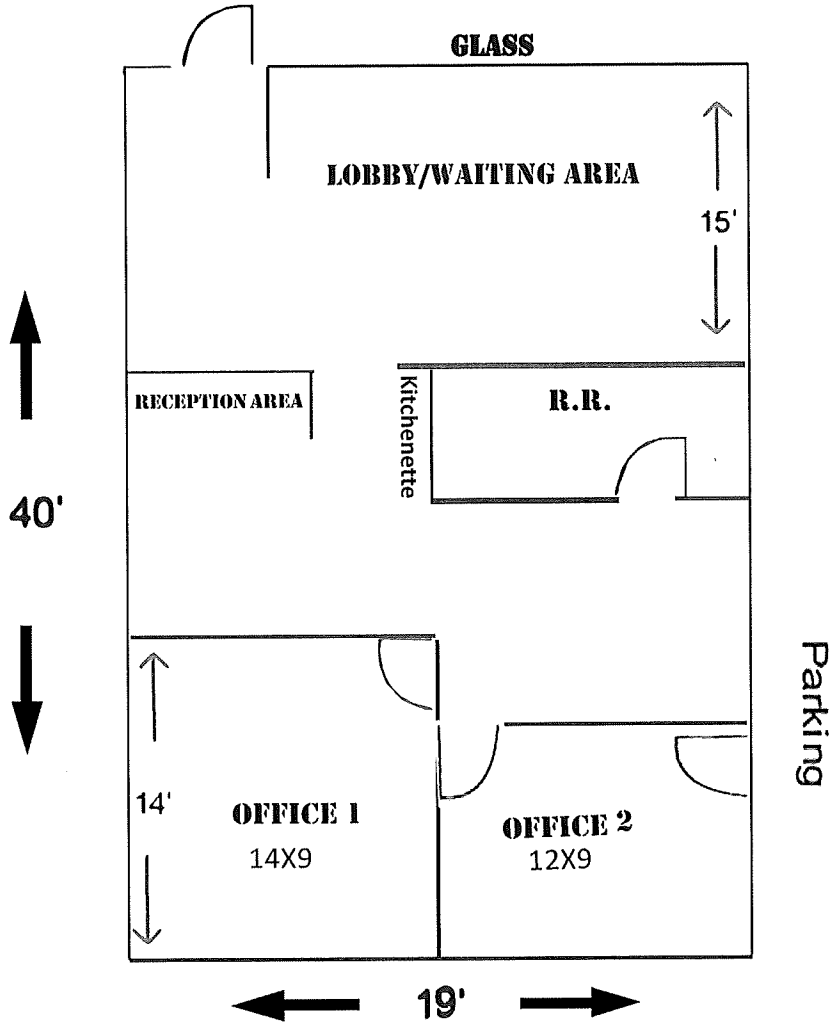 GLASS
LOBBY/WAITING AREA
15'
RECEPTION AREA
Kitchenette
R.R.
40'
Parking
14'
OFFICE 1
14X9
OFFICE 2
12X9
19'